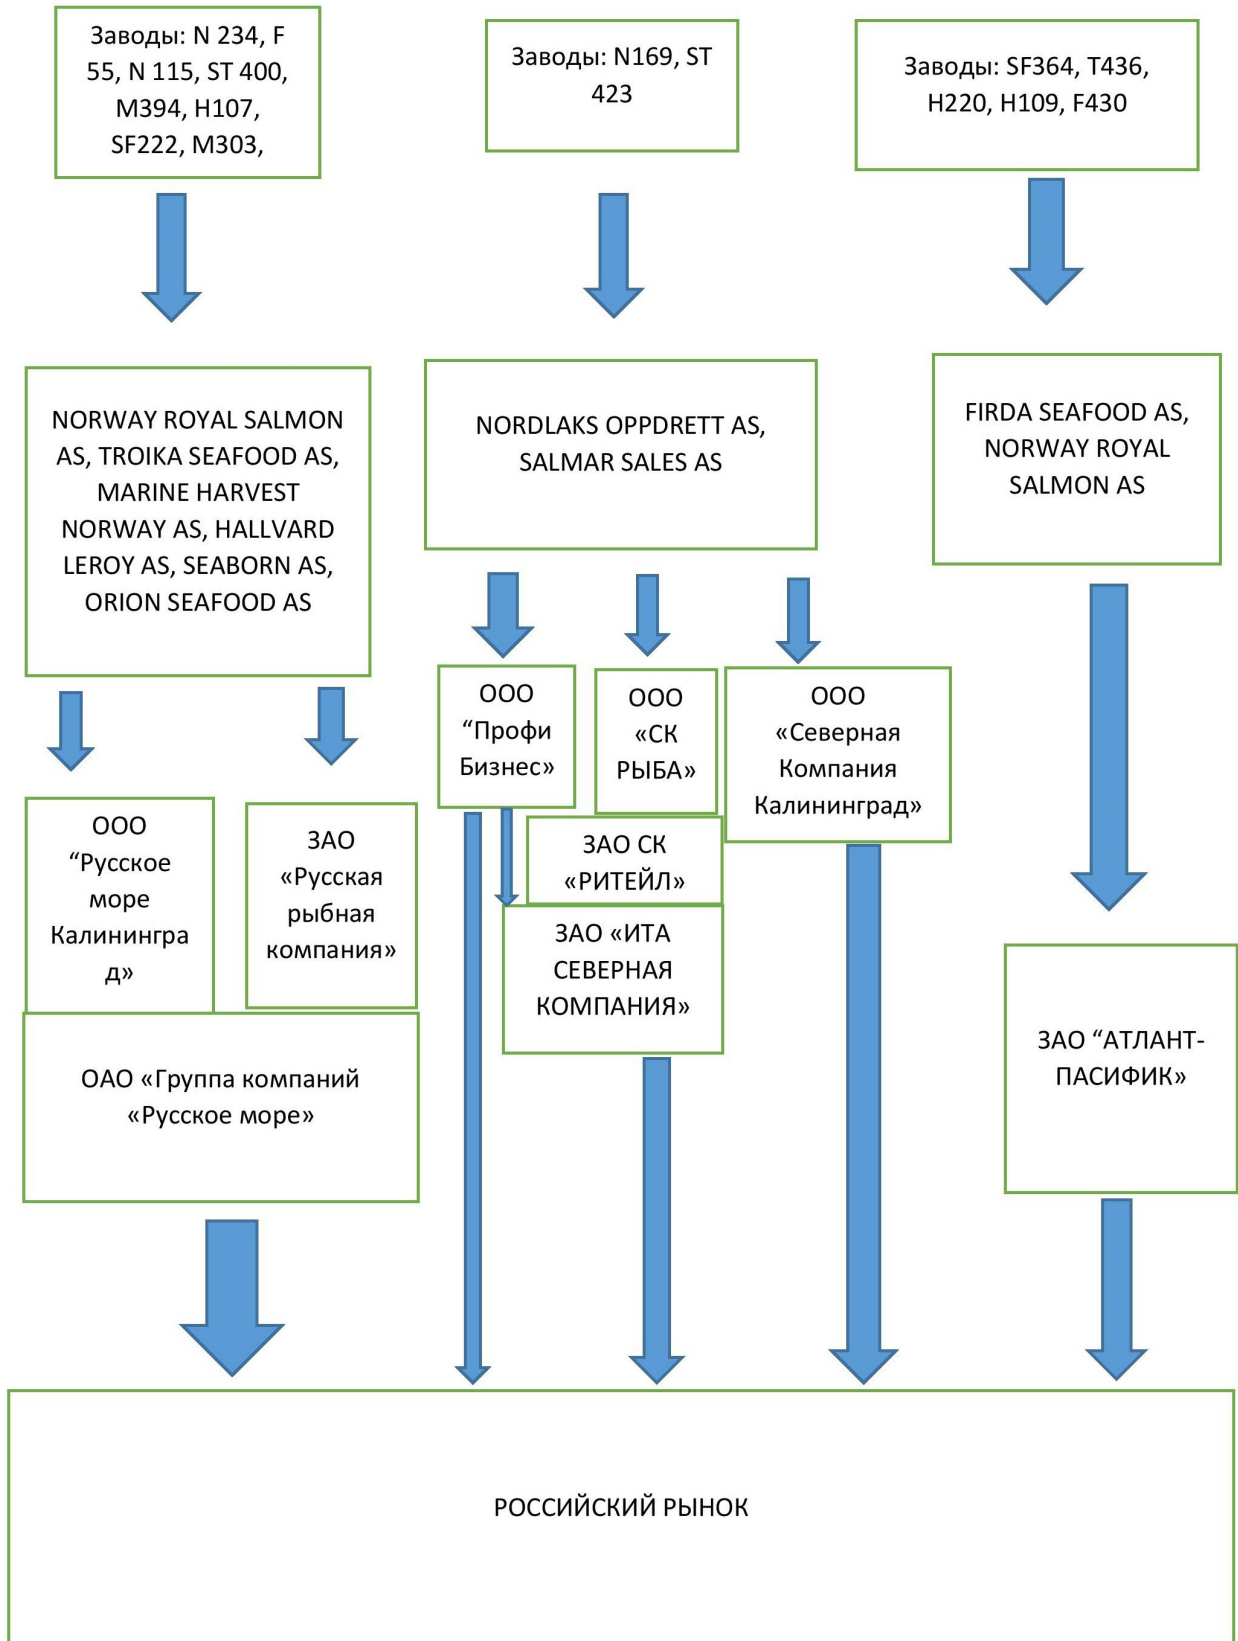 Заводы: N 234, F
55, N 115, ST 400,
M394, H107,
SF222, M303,
Заводы: N169, ST
423
Заводы: SF364, T436,
H220, H109, F430
NORWAY ROYAL SALMON
AS, TROIKA SEAFOOD AS,
MARINE HARVEST
NORWAY AS, HALLVARD
LEROY AS, SEABORN AS,
ORION SEAFOOD AS
NORDLAKS OPPDRETT AS,
SALMAR SALES AS
FIRDA SEAFOOD AS,
NORWAY ROYAL
SALMON AS
ООО
“Профи
Бизнес»
ООО
«СК
РЫБА»
ООО
«Северная
Компания
Калининград»
ООО
“Русское
море
Калинингра
д»
ЗАО
«Русская
рыбная
компания»
ЗАО СК
«РИТЕЙЛ»
ЗАО «ИТА
СЕВЕРНАЯ
КОМПАНИЯ»
ОАО «Группа компаний
«Русское море»
ЗАО “АТЛАНТ-
ПАСИФИК»
РОССИЙСКИЙ РЫНОК